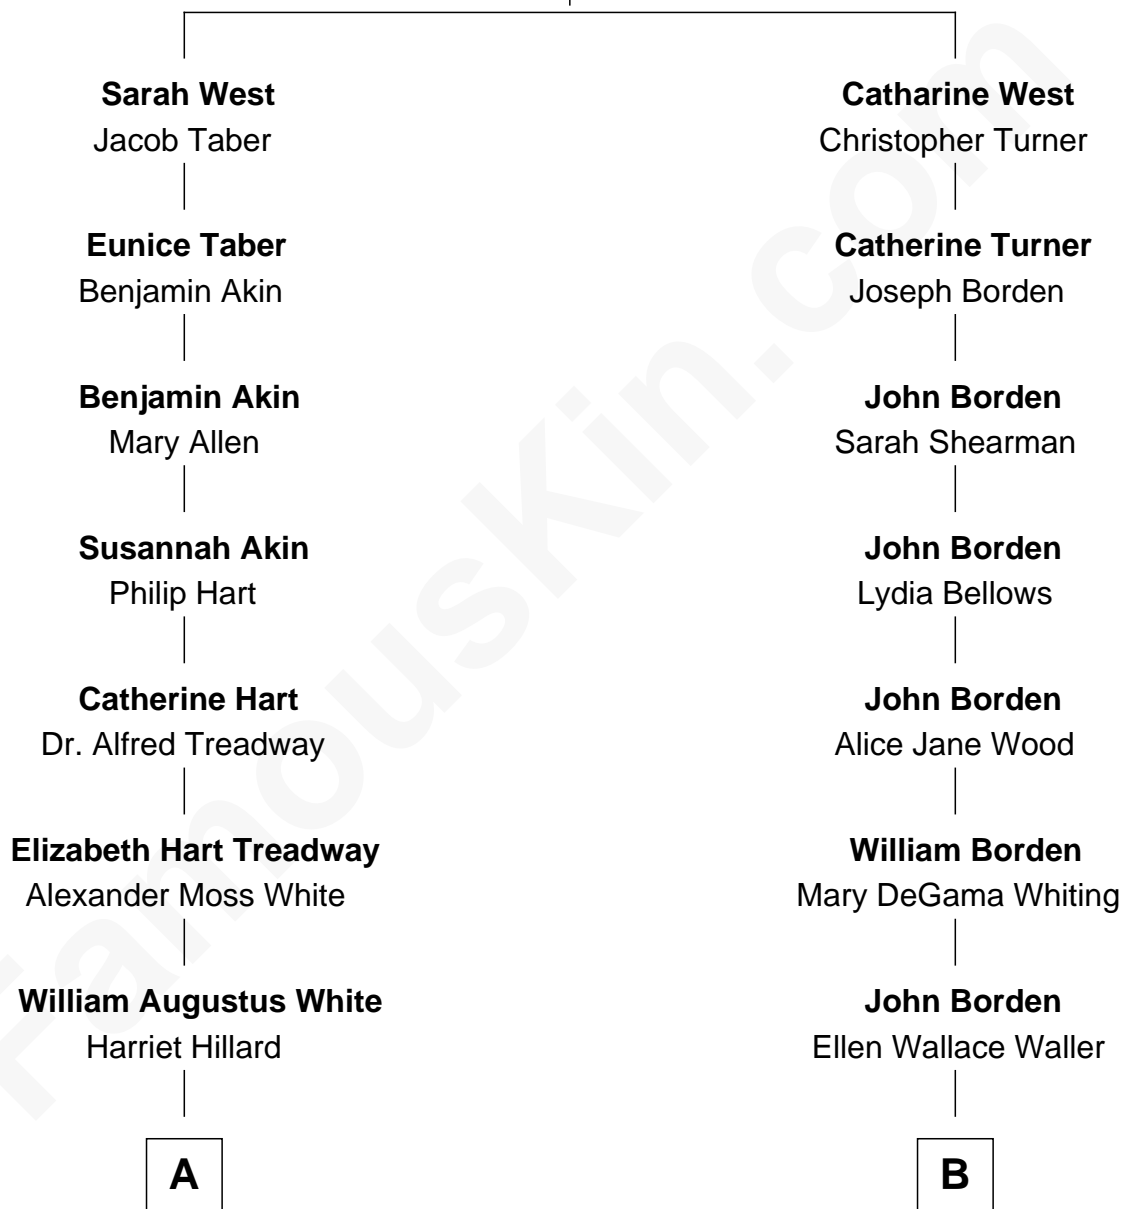 Sarah West
Jacob Taber
Eunice Taber
Benjamin Akin
Benjamin Akin
Mary Allen
Susannah Akin
Philip Hart
Catherine Hart
Dr. Alfred Treadway
Elizabeth Hart Treadway
Alexander Moss White
William Augustus White
Harriet Hillard
A
Catharine West
Christopher Turner
Catherine Turner
Joseph Borden
John Borden
Sarah Shearman
John Borden
Lydia Bellows
John Borden
Alice Jane Wood
William Borden
Mary DeGama Whiting
John Borden
Ellen Wallace Waller
B
FamousKin.com